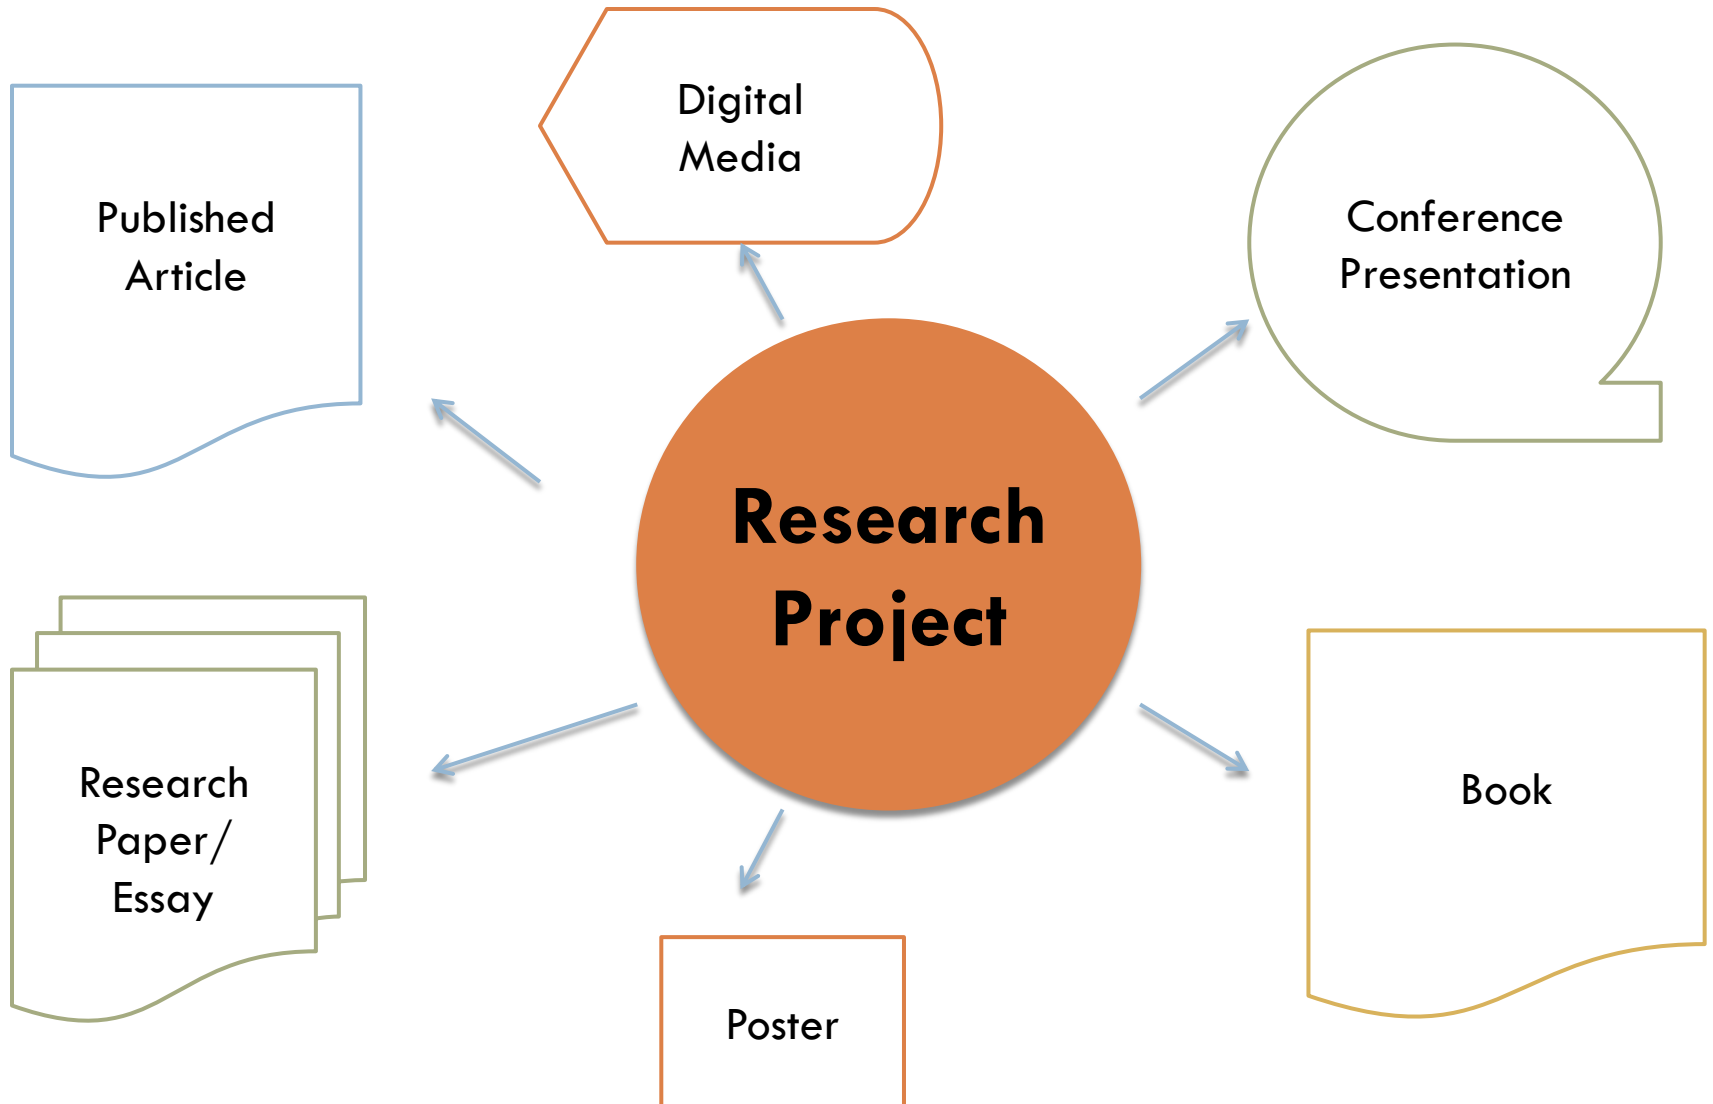 Digital
Media
Published
Article
Conference
Presentation
Research
Project
Research
Paper/
Essay
Book
Poster